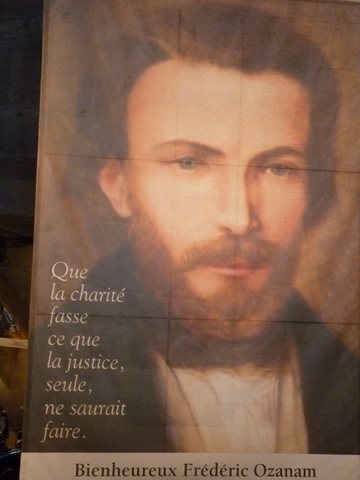 Que
la charité
fasse
ce que
la justice,
seule,
ne saurait
faire.
Bienheureux Frédéric Ozanam